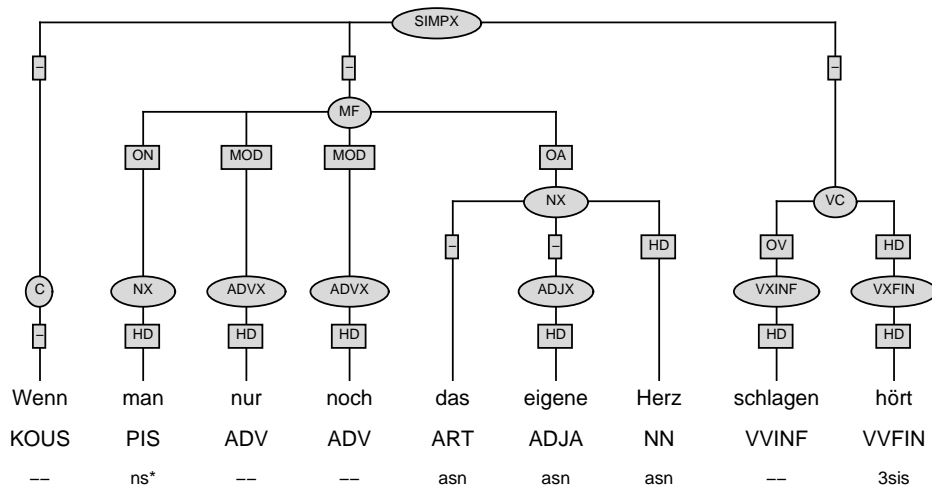 SIMPX
– – –
MF
ON MOD MOD OA
NX VC
– – HD OV HD
C NX ADVX ADVX ADJX VXINF VXFIN
– HD HD HD HD HD HD
Wenn man nur noch das eigene Herz schlagen hört
KOUS PIS ADV ADV ART ADJA NN VVINF VVFIN
−− ns* −− −− asn asn asn −− 3sis